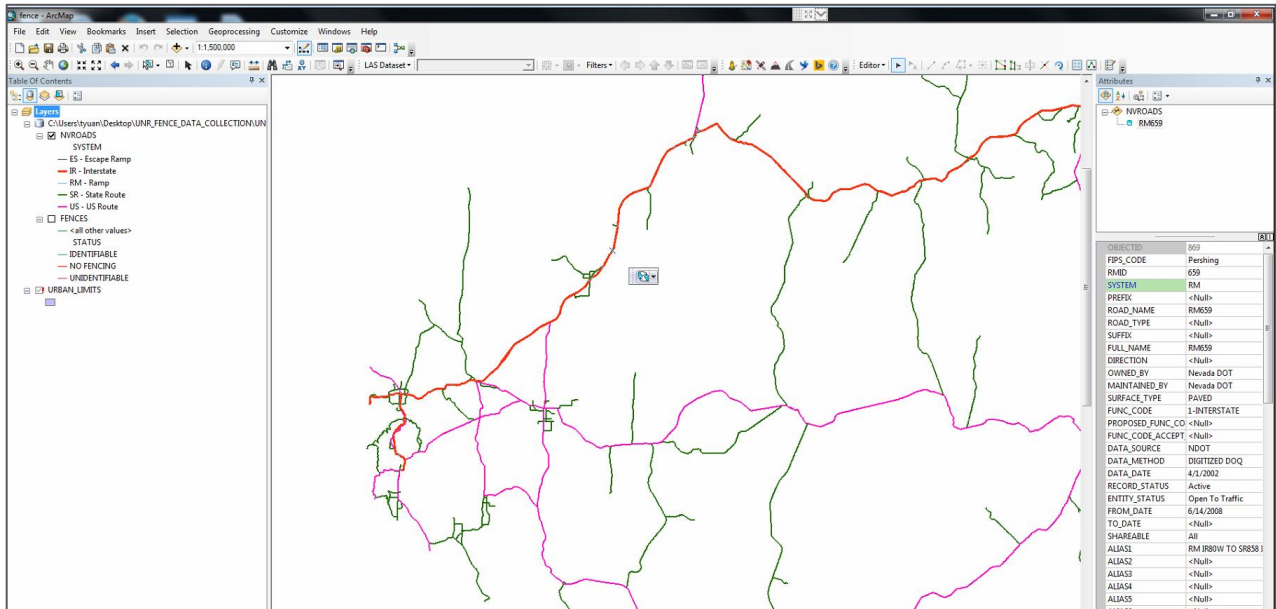 fence - ArcMap
File Edit View Bookmarks Insert Selection Geoprocessing Customize Windows Help
1:1,500,000
LAS Dataset Filters Editor
Table Of Contents
Layers
C:\Users\tyuan\Desktop\UNR_FENCE_DATA_COLLECTION\UN
NVROADS
SYSTEM
ES - Escape Ramp
IR - Interstate
RM - Ramp
SR - State Route
US - US Route
FENCES
<all other values>
STATUS
IDENTIFIABLE
NO FENCING
UNIDENTIFIABLE
URBAN_LIMITS
Attributes
NVROADS
RM659
OBJECTID 869
FIPS_CODE Pershing
RMID 659
SYSTEM RM
PREFIX <Null>
ROAD_NAME RM659
ROAD_TYPE <Null>
SUFFIX <Null>
FULL_NAME RM659
DIRECTION <Null>
OWNED_BY Nevada DOT
MAINTAINED_BY Nevada DOT
SURFACE_TYPE PAVED
FUNC_CODE 1-INTERSTATE
PROPOSED_FUNC_CO <Null>
FUNC_CODE_ACCEPT <Null>
DATA_SOURCE NDOT
DATA_METHOD DIGITIZED DOQ
DATA_DATE 4/1/2002
RECORD_STATUS Active
ENTITY_STATUS Open To Traffic
FROM_DATE 6/14/2008
TO_DATE <Null>
SHAREABLE All
ALIAS1 RM IR80W TO SR858
ALIAS2 <Null>
ALIAS3 <Null>
ALIAS4 <Null>
ALIAS5 <Null>